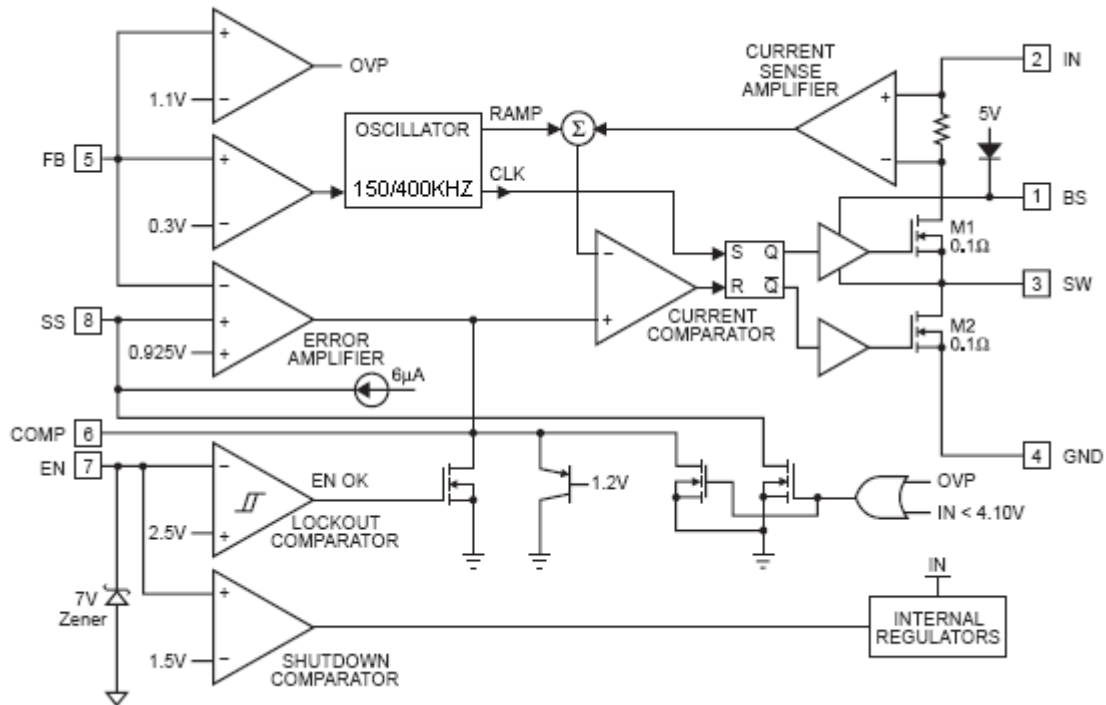 +
OVP
1.1V
−
CURRENT
SENSE
AMPLIFIER
2 IN
+
−
5V
OSCILLATOR
150/400KHZ
RAMP
Σ
CLK
FB 5
+
0.3V
−
1 BS
M1
0.1Ω
S Q
R Q̅
3 SW
−
+
CURRENT
COMPARATOR
M2
0.1Ω
SS 8
−
+
0.925V
+
ERROR
AMPLIFIER
6µA
COMP 6
EN 7
4 GND
−
EN OK
2.5V
+
LOCKOUT
COMPARATOR
1.2V
OVP
IN < 4.10V
7V
Zener
+
1.5V
−
SHUTDOWN
COMPARATOR
IN
INTERNAL
REGULATORS